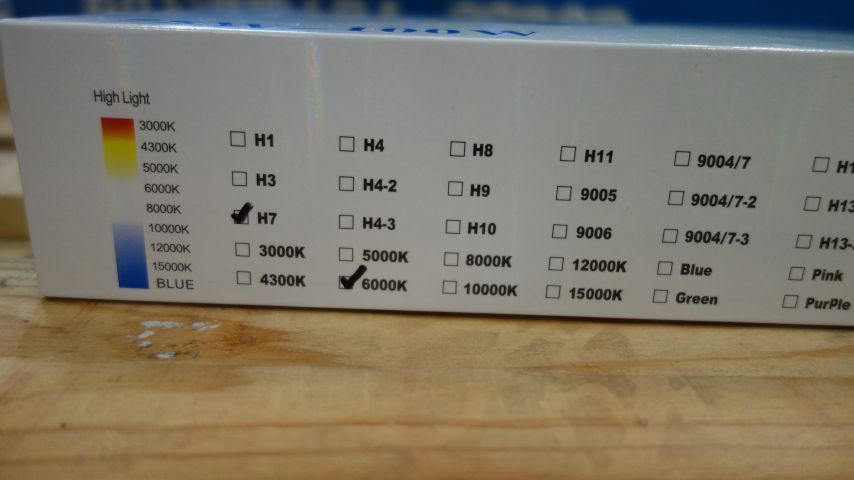 100W
High Light
3000K
4300K
5000K
6000K
8000K
10000K
12000K
15000K
BLUE
H1 H4 H8 H11 9004/7
H3 H4-2 H9 9005 9004/7-2
H7 H4-3 H10 9006 9004/7-3
3000K 5000K 8000K 12000K Blue Pink
4300K 6000K 10000K 15000K Green PurPle